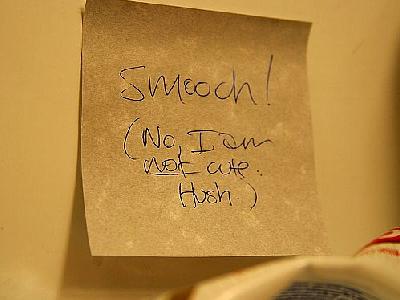 Smooch!
(No, I am
not cute.
Hush)